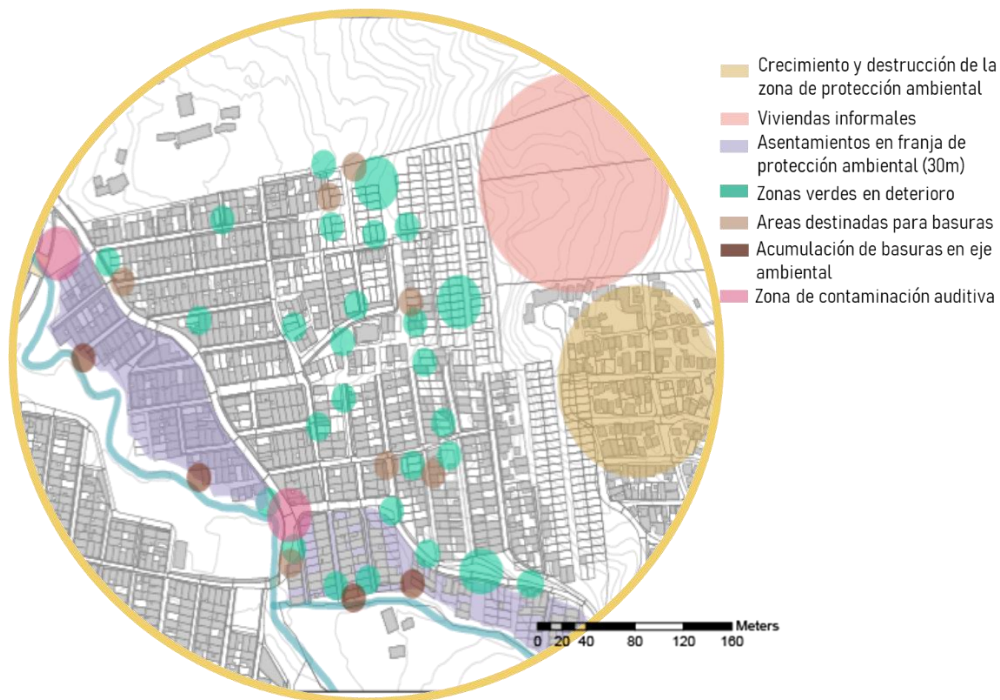 Crecimiento y destrucción de la
zona de protección ambiental
Viviendas informales
Asentamientos en franja de
protección ambiental (30m)
Zonas verdes en deterioro
Areas destinadas para basuras
Acumulación de basuras en eje
ambiental
Zona de contaminación auditiva
Meters
0 20 40 80 120 160